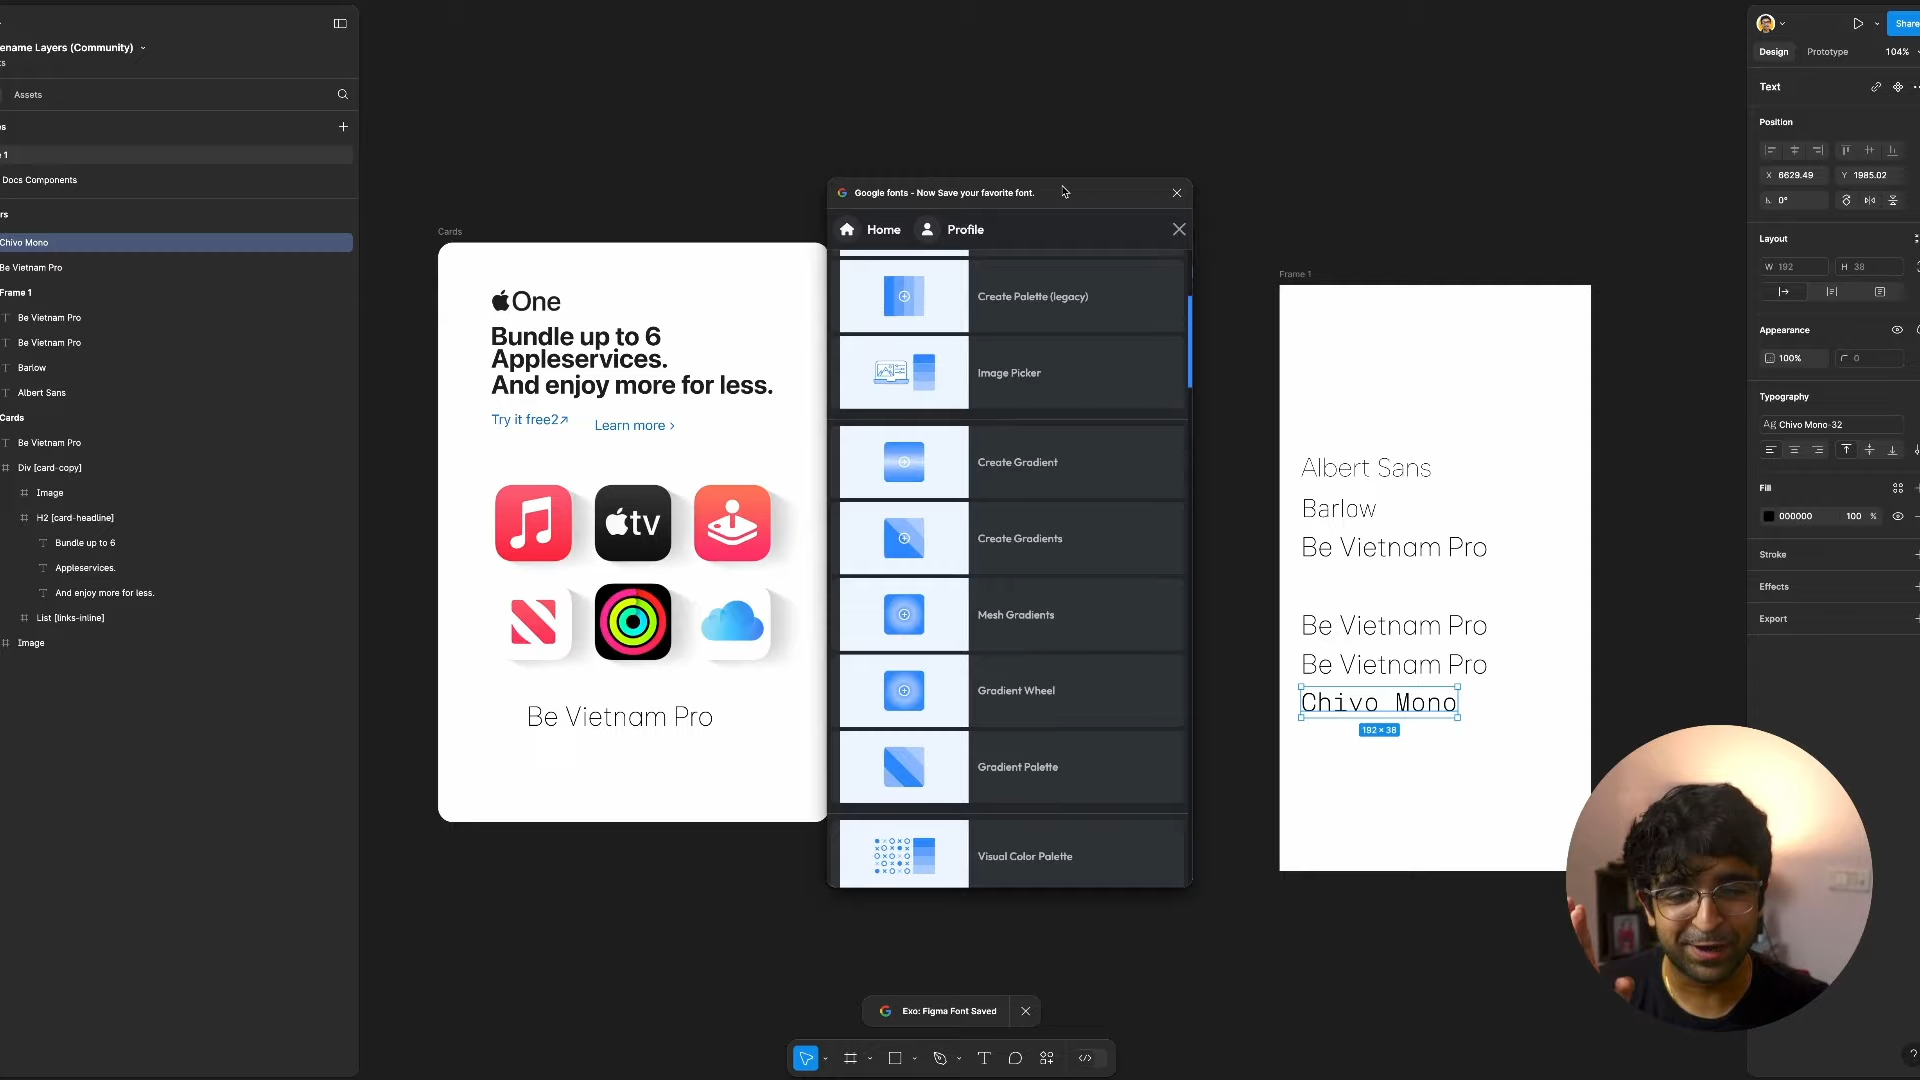 ename Layers (Community)
ts
Assets
es
e 1
Docs Components
rs
Chivo Mono
Be Vietnam Pro
Frame 1
Be Vietnam Pro
Be Vietnam Pro
Barlow
Albert Sans
Cards
Be Vietnam Pro
Div [card-copy]
Image
H2 [card-headline]
Bundle up to 6
Appleservices.
And enjoy more for less.
List [links-inline]
Image
Cards
One
Bundle up to 6
Appleservices.
And enjoy more for less.
Try it free2↗
Learn more ›
tv
Be Vietnam Pro
Google fonts - Now Save your favorite font.
Home Profile
Create Palette (legacy)
Image Picker
Create Gradient
Create Gradients
Mesh Gradients
Gradient Wheel
Gradient Palette
Visual Color Palette
Exo: Figma Font Saved
Frame 1
Albert Sans
Barlow
Be Vietnam Pro
Be Vietnam Pro
Be Vietnam Pro
Chivo Mono
192 × 38
Share
Design Prototype 104%
Text
Position
X 6629.49 Y 1985.02
0°
Layout
W 192 H 38
Appearance
100% 0
Typography
Ag Chivo Mono·32
Fill
000000 100 %
Stroke
Effects
Export
?